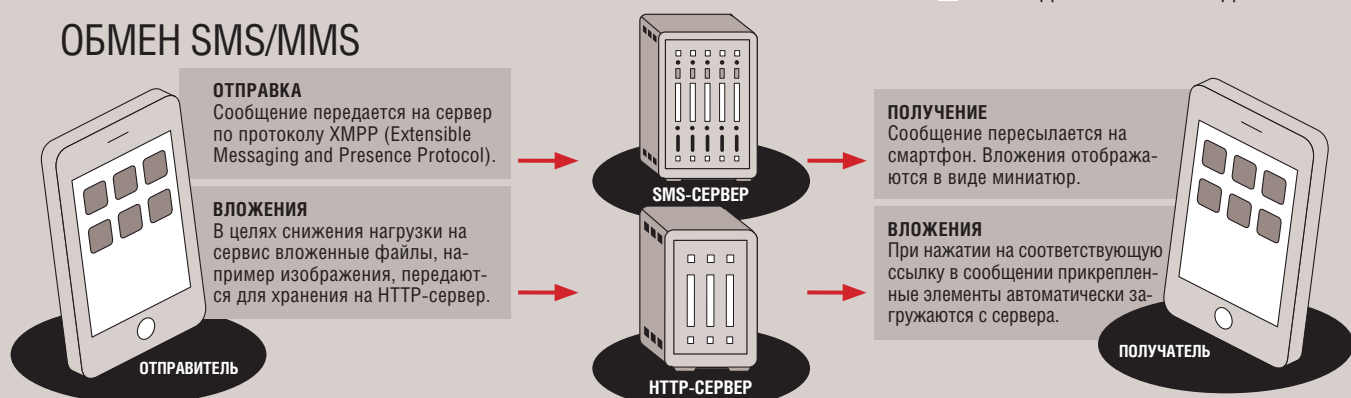 ОБМЕН SMS/MMS
ОТПРАВКА
Сообщение передается на сервер
по протоколу XMPP (Extensible
Messaging and Presence Protocol).
ВЛОЖЕНИЯ
В целях снижения нагрузки на
сервис вложенные файлы, на-
пример изображения, передают-
ся для хранения на HTTP-сервер.
ОТПРАВИТЕЛЬ
SMS-СЕРВЕР
HTTP-СЕРВЕР
ПОЛУЧЕНИЕ
Сообщение пересылается на
смартфон. Вложения отобража-
ются в виде миниатюр.
ВЛОЖЕНИЯ
При нажатии на соответствующую
ссылку в сообщении прикреплен-
ные элементы автоматически за-
гружаются с сервера.
ПОЛУЧАТЕЛЬ